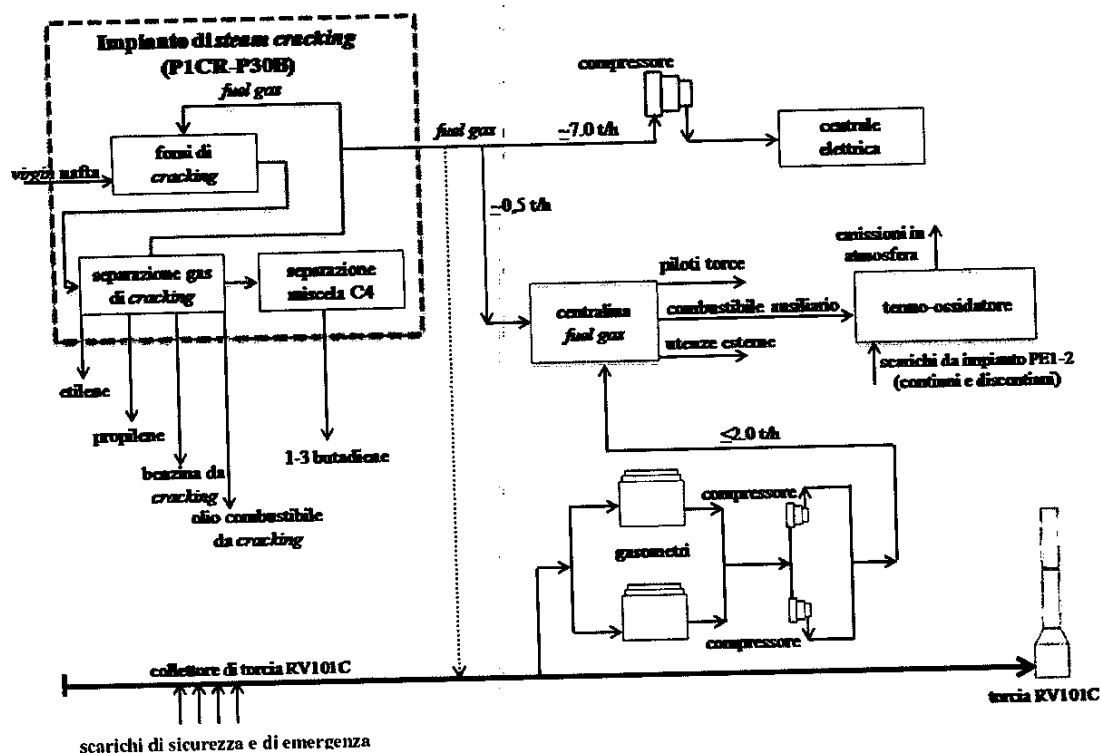 Impianto di steam cracking
(P1CR-P30B)
fuel gas
forni di
cracking
virgin nafta
separazione gas
di cracking
separazione
miscela C4
etilene
propilene
benzina da
cracking
olio combustibile
da cracking
1-3 butadiene
fuel gas
~7.0 t/h
compressore
centrale
elettrica
~0,5 t/h
centralina
fuel gas
piloti torce
combustibile ausiliario
utenze esterne
emissioni in
atmosfera
termo-ossidatore
scarichi da impianto PE1-2
(continui e discontinui)
≤2.0 t/h
compressore
gasometri
compressore
collettore di torcia RV101C
torcia RV101C
scarichi di sicurezza e di emergenza